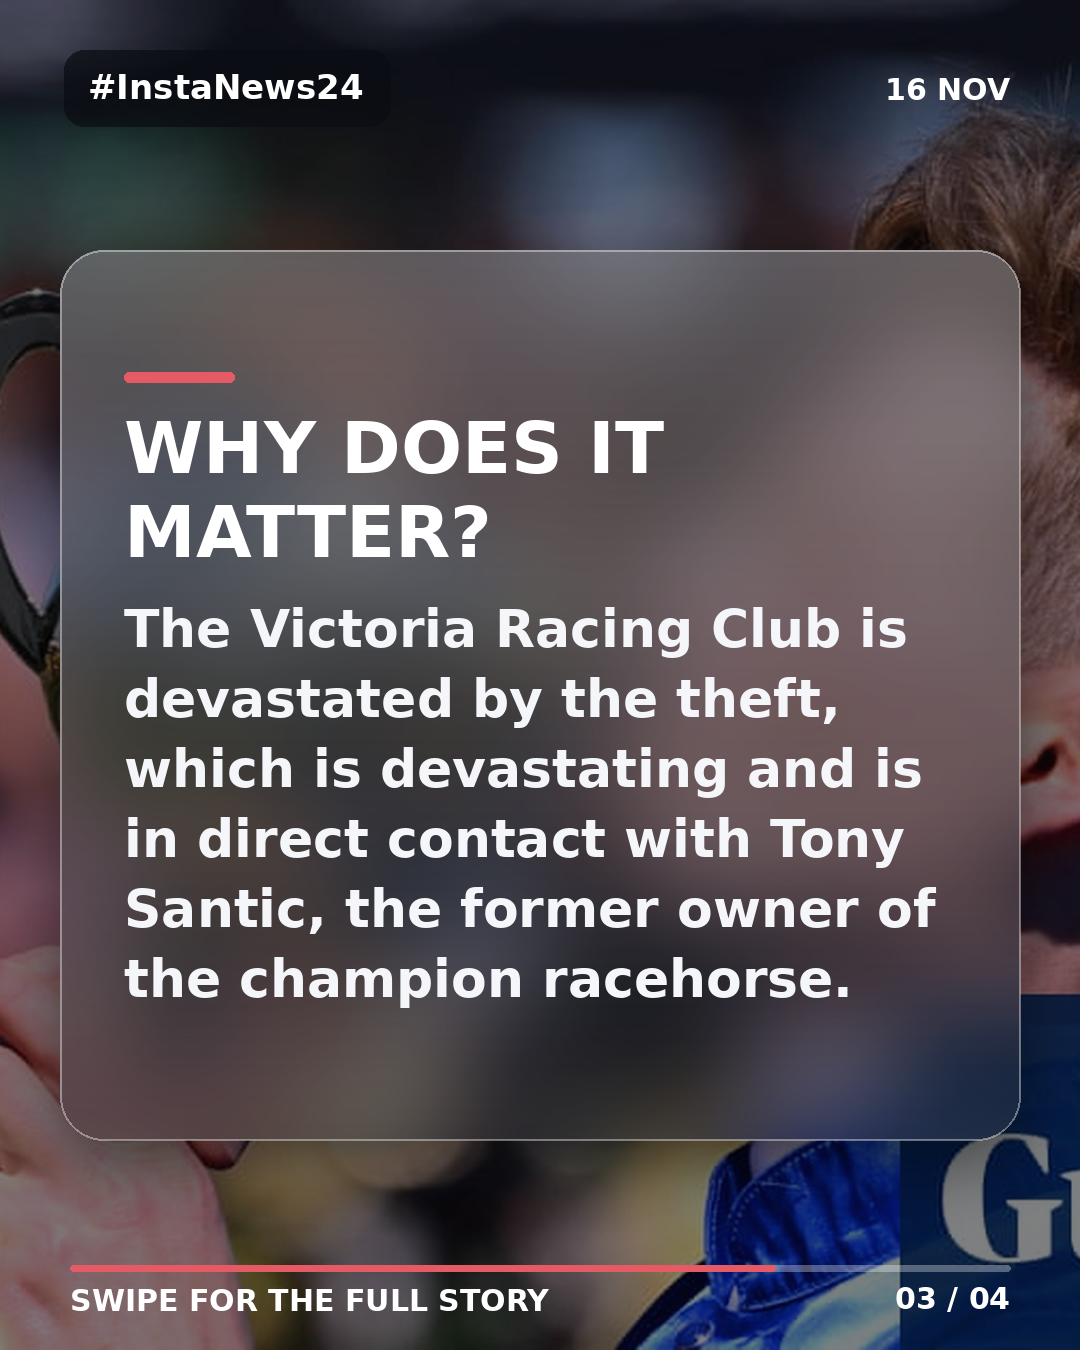 #InstaNews24
16 NOV
WHY DOES IT
MATTER?
The Victoria Racing Club is
devastated by the theft,
which is devastating and is
in direct contact with Tony
Santic, the former owner of
the champion racehorse.
G
SWIPE FOR THE FULL STORY
03 / 04